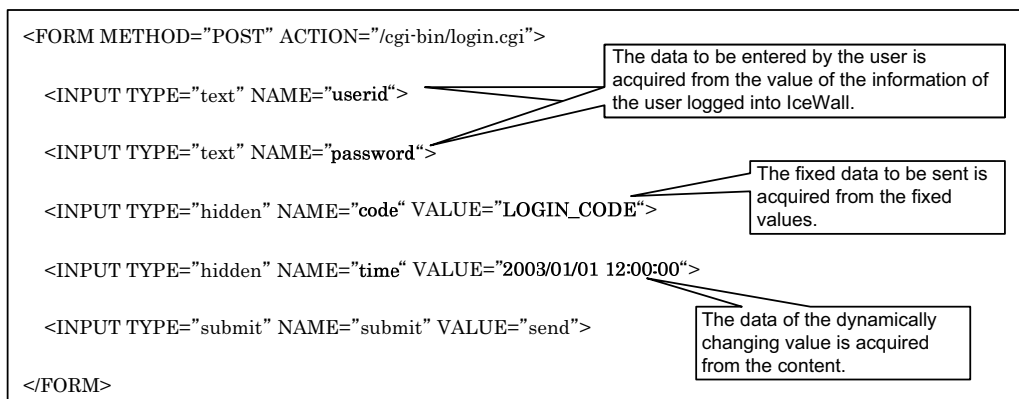 <FORM METHOD=”POST” ACTION=”/cgi-bin/login.cgi”>
The data to be entered by the user is
acquired from the value of the information of
the user logged into IceWall.
<INPUT TYPE=”text” NAME=”userid“>
<INPUT TYPE=”text” NAME=”password“>
The fixed data to be sent is
acquired from the fixed
values.
<INPUT TYPE=”hidden” NAME=”code“ VALUE=”LOGIN_CODE“>
<INPUT TYPE=”hidden” NAME=”time“ VALUE=”2003/01/01 12:00:00“>
<INPUT TYPE=”submit” NAME=”submit” VALUE=”send”>
The data of the dynamically
changing value is acquired
from the content.
</FORM>